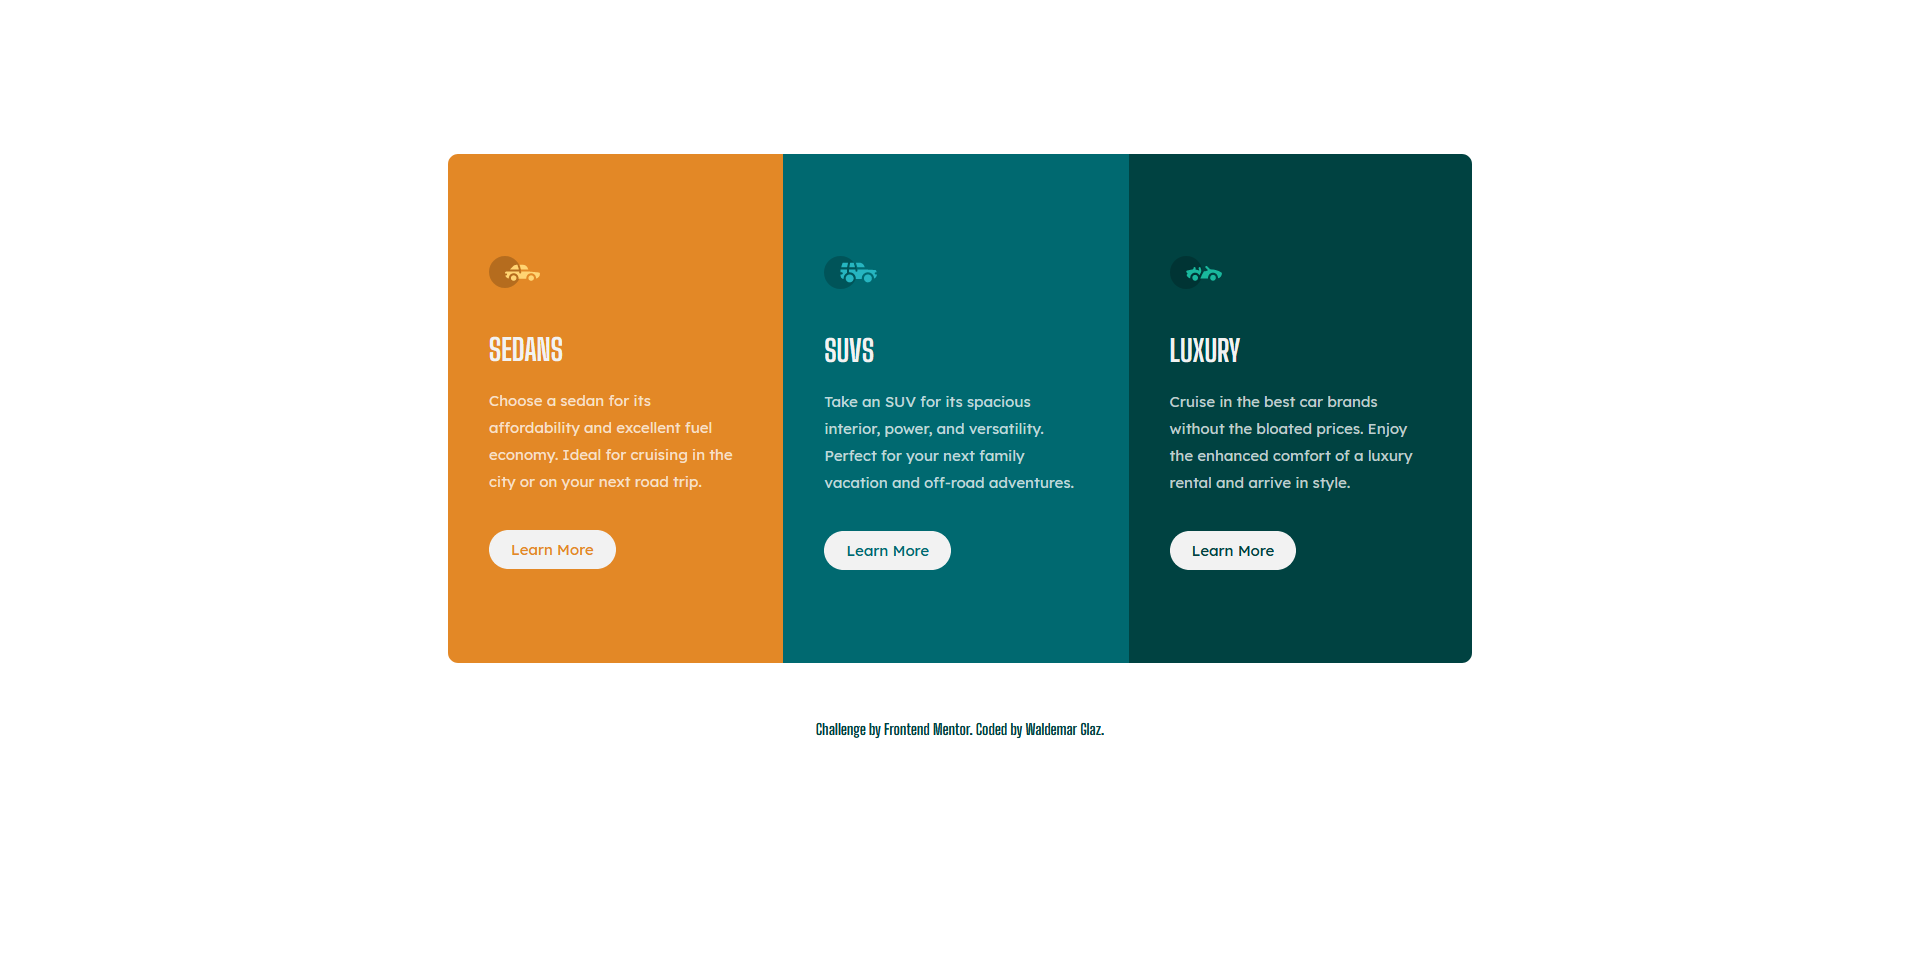 SEDANS
Choose a sedan for its
affordability and excellent fuel
economy. Ideal for cruising in the
city or on your next road trip.
Learn More
SUVS
Take an SUV for its spacious
interior, power, and versatility.
Perfect for your next family
vacation and off-road adventures.
Learn More
LUXURY
Cruise in the best car brands
without the bloated prices. Enjoy
the enhanced comfort of a luxury
rental and arrive in style.
Learn More
Challenge by Frontend Mentor. Coded by Waldemar Glaz.